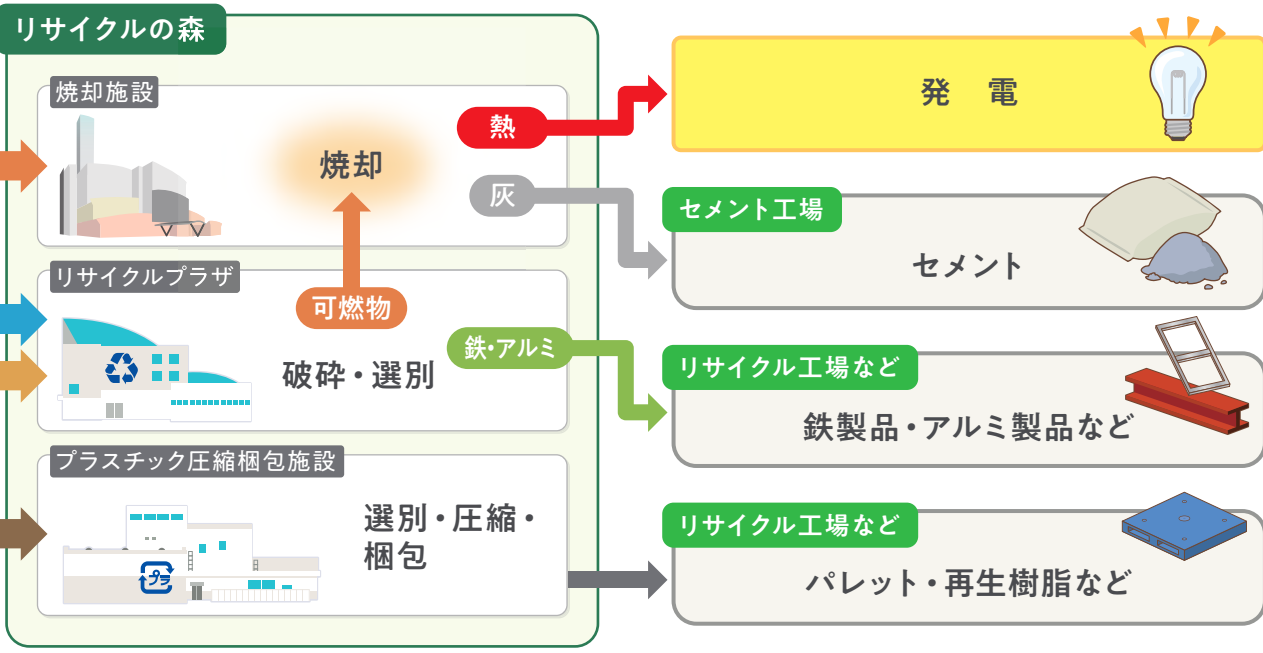 リサイクルの森
焼却施設
焼却
熱
灰
発 電
セメント工場
セメント
リサイクルプラザ
可燃物
破砕・選別
鉄・アルミ
リサイクル工場など
鉄製品・アルミ製品など
プラスチック圧縮梱包施設
プラ
選別・圧縮・
梱包
リサイクル工場など
パレット・再生樹脂など